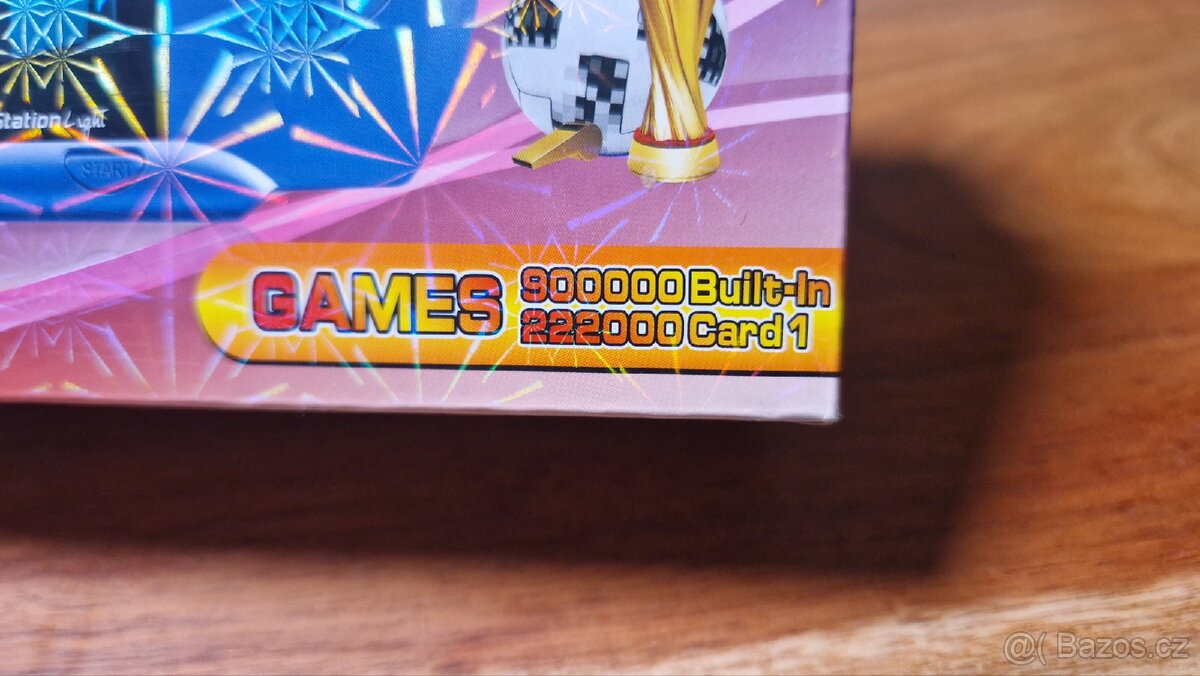 Station Light
START
GAMES
900000 Built-In
222000 Card 1
@( Bazos.cz